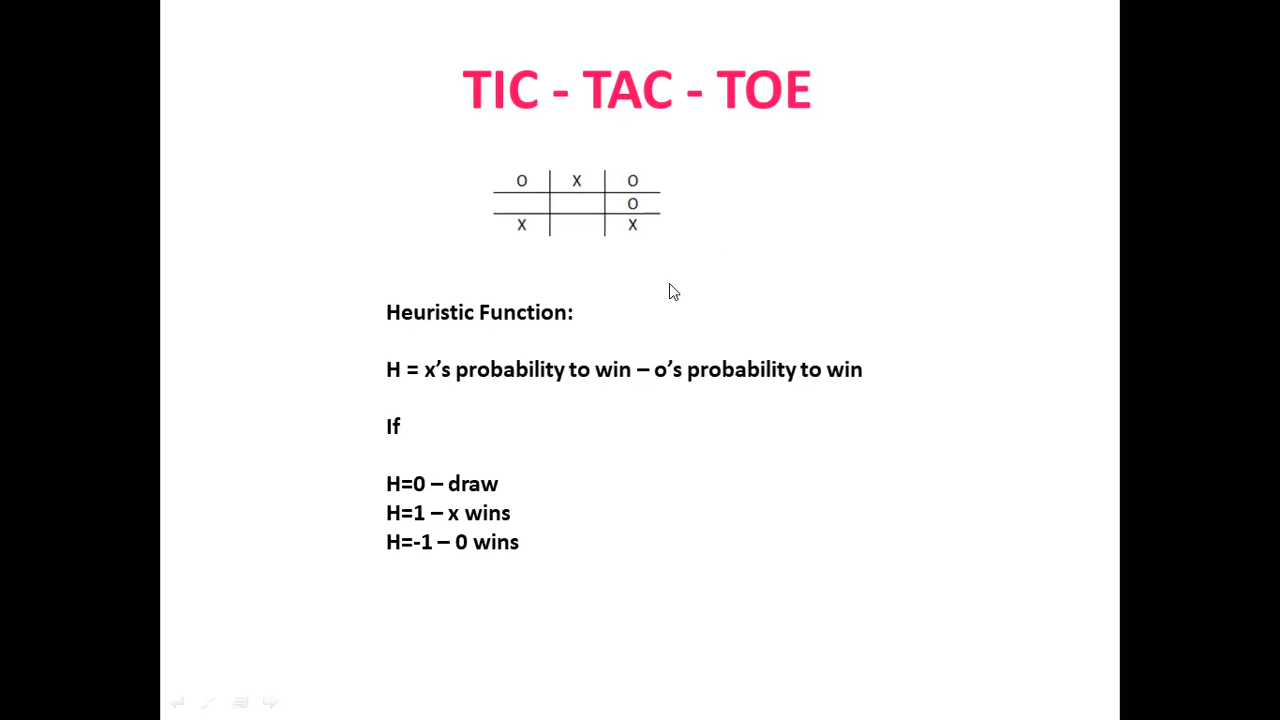 TIC - TAC - TOE
O X O
O
X X
Heuristic Function:
H = x’s probability to win – o’s probability to win
If
H=0 – draw
H=1 – x wins
H=-1 – 0 wins